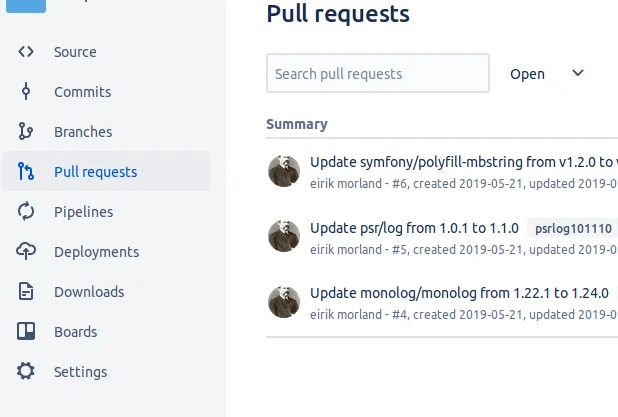 Pull requests
Source
Commits
Branches
Pull requests
Pipelines
Deployments
Downloads
Boards
Settings
Search pull requests
Open
Summary
Update symfony/polyfill-mbstring from v1.2.0 to
eirik morland - #6, created 2019-05-21, updated 2019-0
Update psr/log from 1.0.1 to 1.1.0 psrlog101110
eirik morland - #5, created 2019-05-21, updated 2019-0
Update monolog/monolog from 1.22.1 to 1.24.0
eirik morland - #4, created 2019-05-21, updated 2019-0